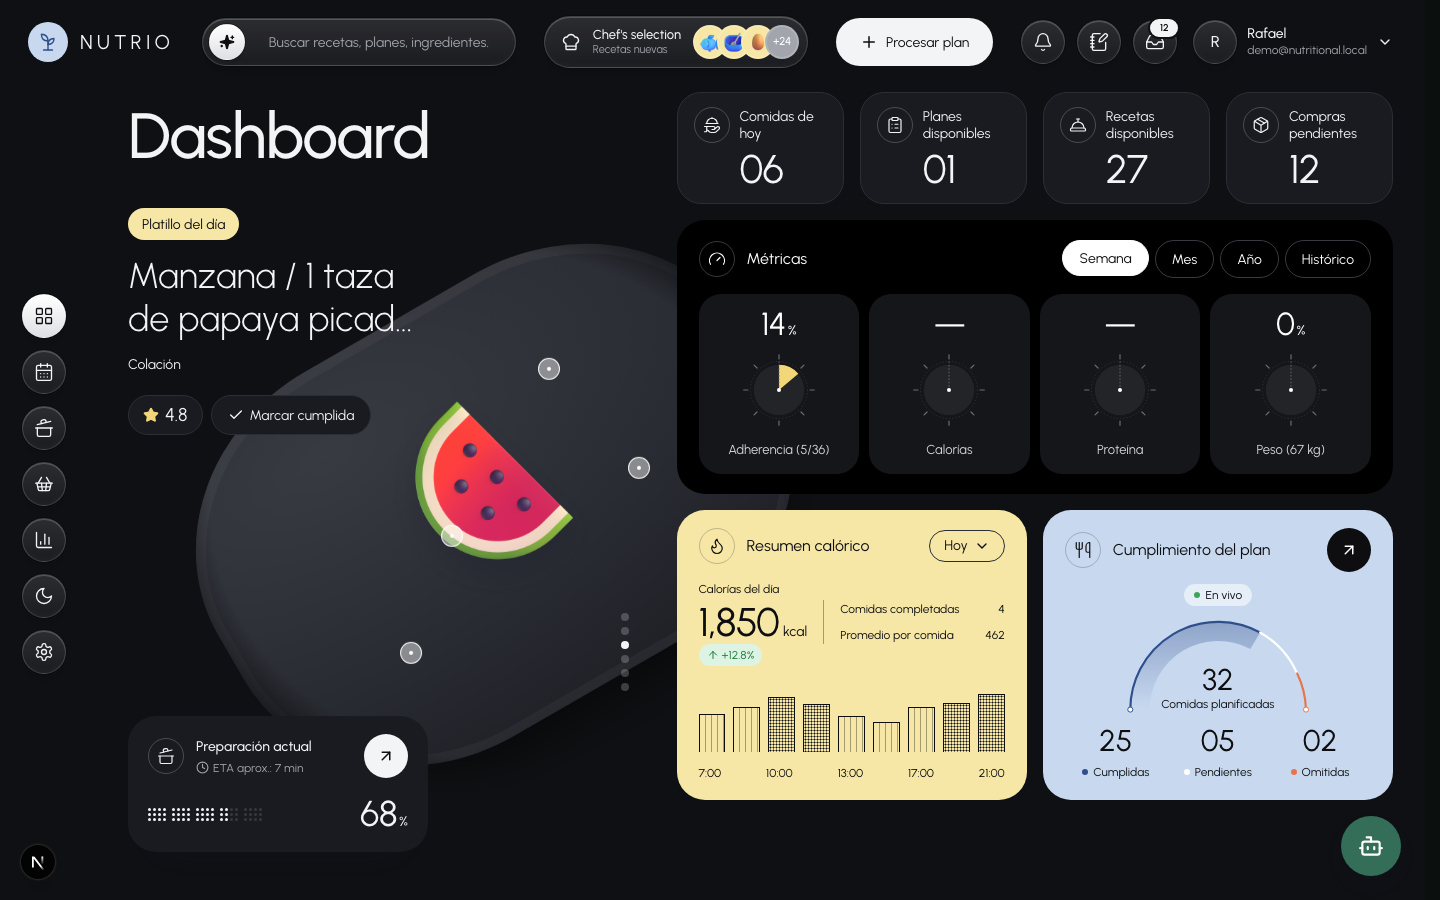 NUTRIO
Buscar recetas, planes, ingredientes.
Chef's selection
Recetas nuevas
+24
Procesar plan
12
R
Rafael
demo@nutritional.local
Dashboard
Platillo del día
Manzana / 1 taza
de papaya picad...
Colación
4.8
Marcar cumplida
Comidas de
hoy
06
Planes
disponibles
01
Recetas
disponibles
27
Compras
pendientes
12
Métricas
Semana
Mes
Año
Histórico
14%
Adherencia (5/36)
—
Calorías
—
Proteína
0%
Peso (67 kg)
Resumen calórico
Hoy
Calorías del día
1,850 kcal
+12.8%
Comidas completadas 4
Promedio por comida 462
7:00 10:00 13:00 17:00 21:00
Cumplimiento del plan
En vivo
32
Comidas planificadas
25
Cumplidas
05
Pendientes
02
Omitidas
Preparación actual
ETA aprox.: 7 min
68%
N